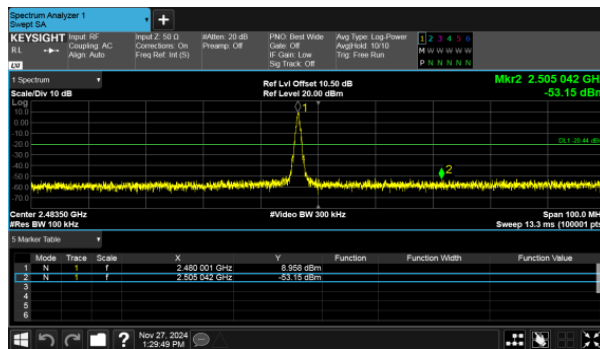 Spectrum Analyzer 1
Swept SA
KEYSIGHT Input: RF Input Z: 50 Ω #Atten: 20 dB PNO: Best Wide Avg Type: Log-Power 1 2 3 4 5 6
RL Coupling: AC Corrections: On Preamp: Off Gate: Off Avg|Hold: 10/10 M W W W W W
Align: Auto Freq Ref: Int (S) IF Gain: Low Trig: Free Run
Sig Track: Off P N N N N N
LXI
1 Spectrum
Ref Lvl Offset 10.50 dB Mkr2 2.505 042 GH
Scale/Div 10 dB Ref Level 20.00 dBm -53.15 dBn
Log
10.0
0.00
-10.0
-20.0
-30.0
-40.0
-50.0
-60.0
-70.0
1
DL1 -20.44 dB
2
Center 2.48350 GHz #Video BW 300 kHz Span 100.0 MH
#Res BW 100 kHz Sweep 13.3 ms (100001 pts
5 Marker Table
Mode Trace Scale X Y Function Function Width Function Value
1 N 1 f 2.480 001 GHz 8.958 dBm
2 N 1 f 2.505 042 GHz -53.15 dBm
3
4
5
6
? Nov 27, 2024
1:29:49 PM